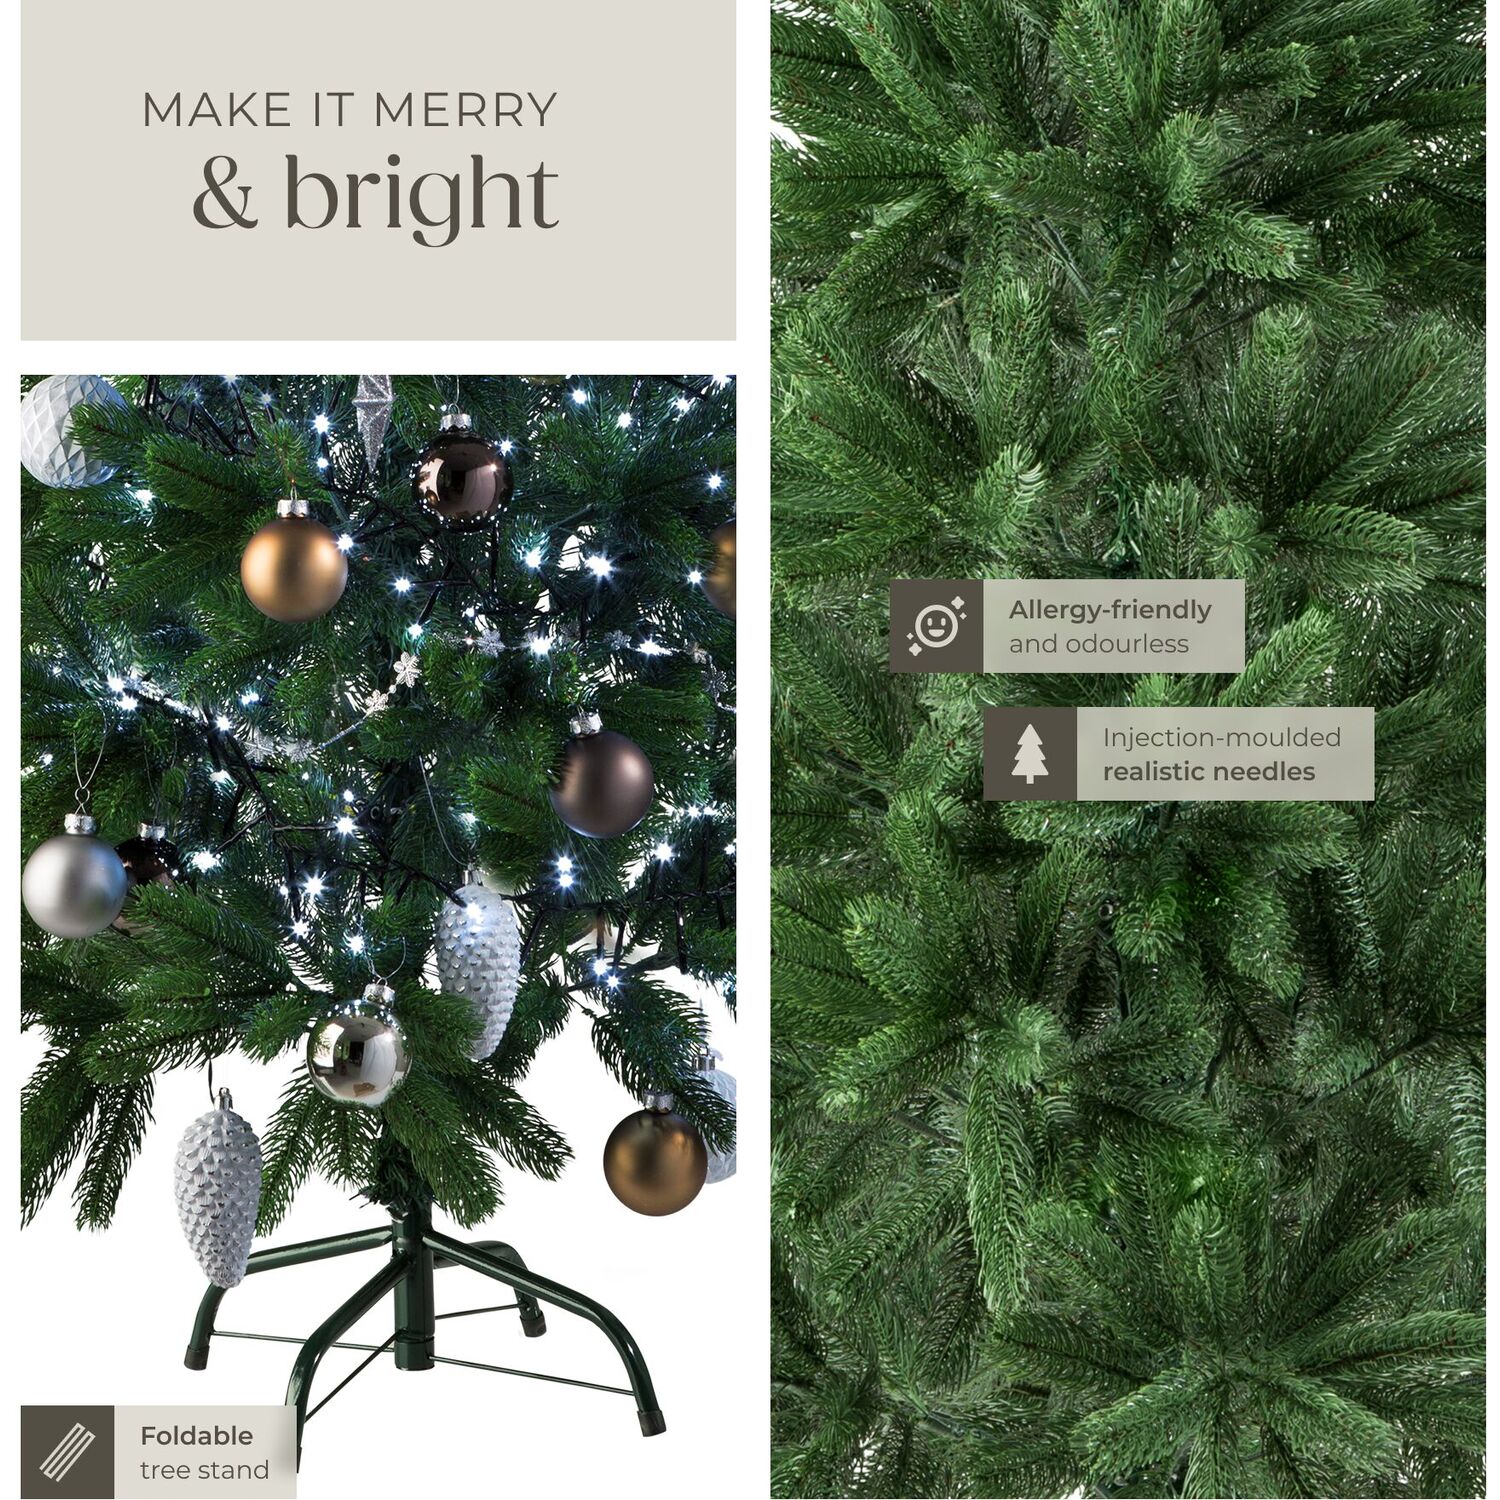 MAKE IT MERRY
& bright
Allergy-friendly
and odourless
Injection-moulded
realistic needles
Foldable
tree stand